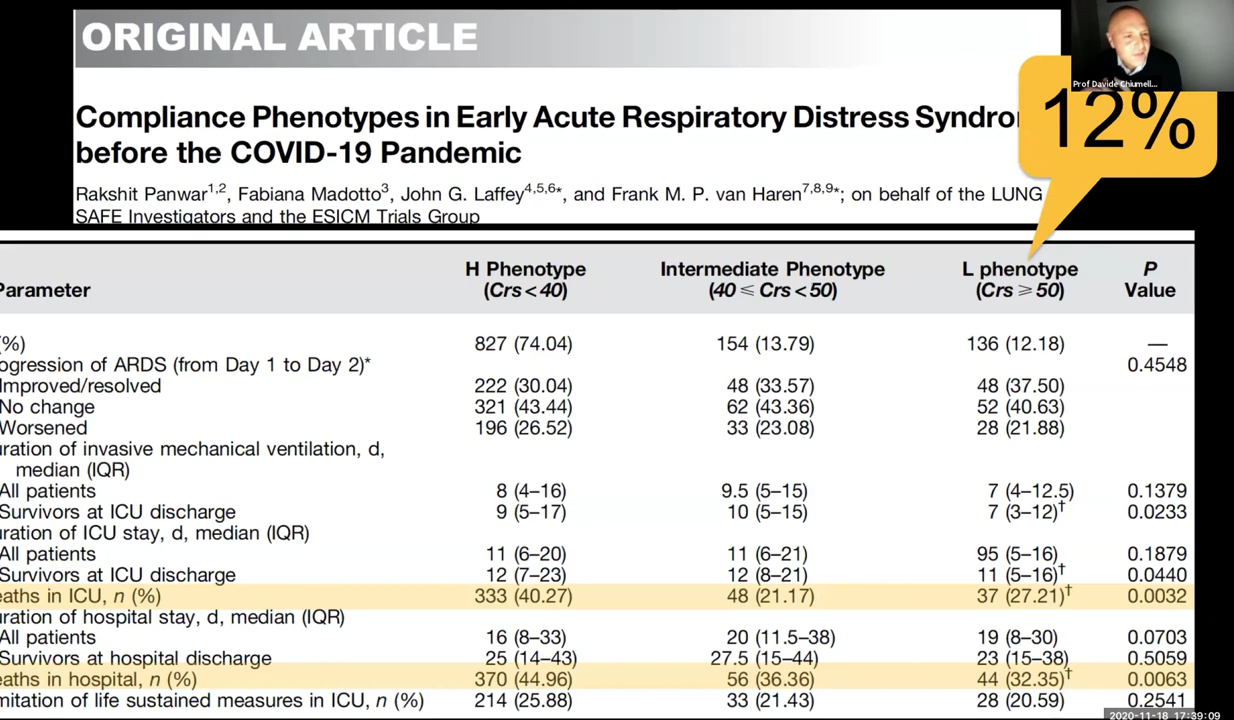 ORIGINAL ARTICLE
Prof Davide Chiumell...
12%
Compliance Phenotypes in Early Acute Respiratory Distress Syndro
before the COVID-19 Pandemic
Rakshit Panwar1,2, Fabiana Madotto3, John G. Laffey4,5,6*, and Frank M. P. van Haren7,8,9*; on behalf of the LUNG
SAFE Investigators and the ESICM Trials Group
Parameter H Phenotype (Crs < 40) Intermediate Phenotype (40 ≤ Crs < 50) L phenotype (Crs ≥ 50) P Value
(%) 827 (74.04) 154 (13.79) 136 (12.18) —
ogression of ARDS (from Day 1 to Day 2)* 0.4548
Improved/resolved 222 (30.04) 48 (33.57) 48 (37.50)
No change 321 (43.44) 62 (43.36) 52 (40.63)
Worsened 196 (26.52) 33 (23.08) 28 (21.88)
uration of invasive mechanical ventilation, d,
median (IQR)
All patients 8 (4–16) 9.5 (5–15) 7 (4–12.5) 0.1379
Survivors at ICU discharge 9 (5–17) 10 (5–15) 7 (3–12)† 0.0233
uration of ICU stay, d, median (IQR)
All patients 11 (6–20) 11 (6–21) 95 (5–16) 0.1879
Survivors at ICU discharge 12 (7–23) 12 (8–21) 11 (5–16)† 0.0440
eaths in ICU, n (%) 333 (40.27) 48 (21.17) 37 (27.21)† 0.0032
uration of hospital stay, d, median (IQR)
All patients 16 (8–33) 20 (11.5–38) 19 (8–30) 0.0703
Survivors at hospital discharge 25 (14–43) 27.5 (15–44) 23 (15–38) 0.5059
eaths in hospital, n (%) 370 (44.96) 56 (36.36) 44 (32.35)† 0.0063
mitation of life sustained measures in ICU, n (%) 214 (25.88) 33 (21.43) 28 (20.59) 0.2541
2020-11-18 17:39:09